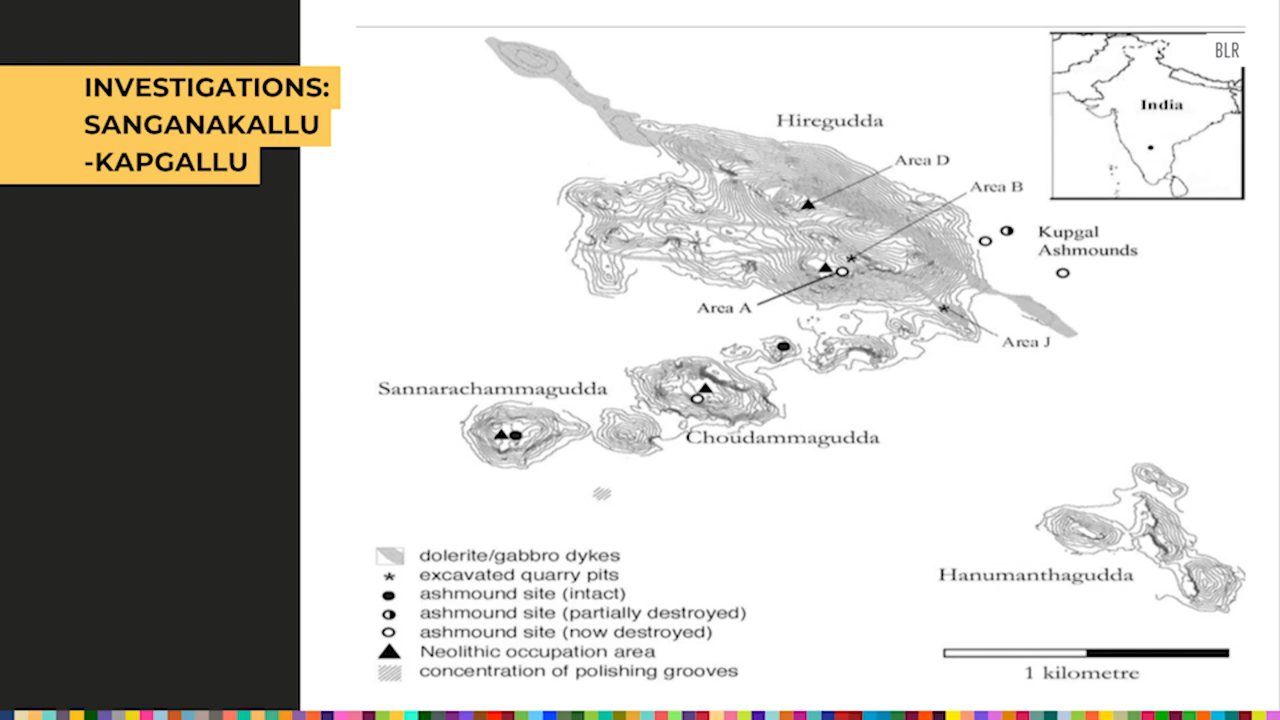 INVESTIGATIONS:
SANGANAKALLU
-KAPGALLU
BLR
India
Hiregudda
Area D
Area B
Kupgal
Ashmounds
Area A
Area J
Sannarachammagudda
Choudammagudda
Hanumanthagudda
dolerite/gabbro dykes
excavated quarry pits
ashmound site (intact)
ashmound site (partially destroyed)
ashmound site (now destroyed)
Neolithic occupation area
concentration of polishing grooves
1 kilometre